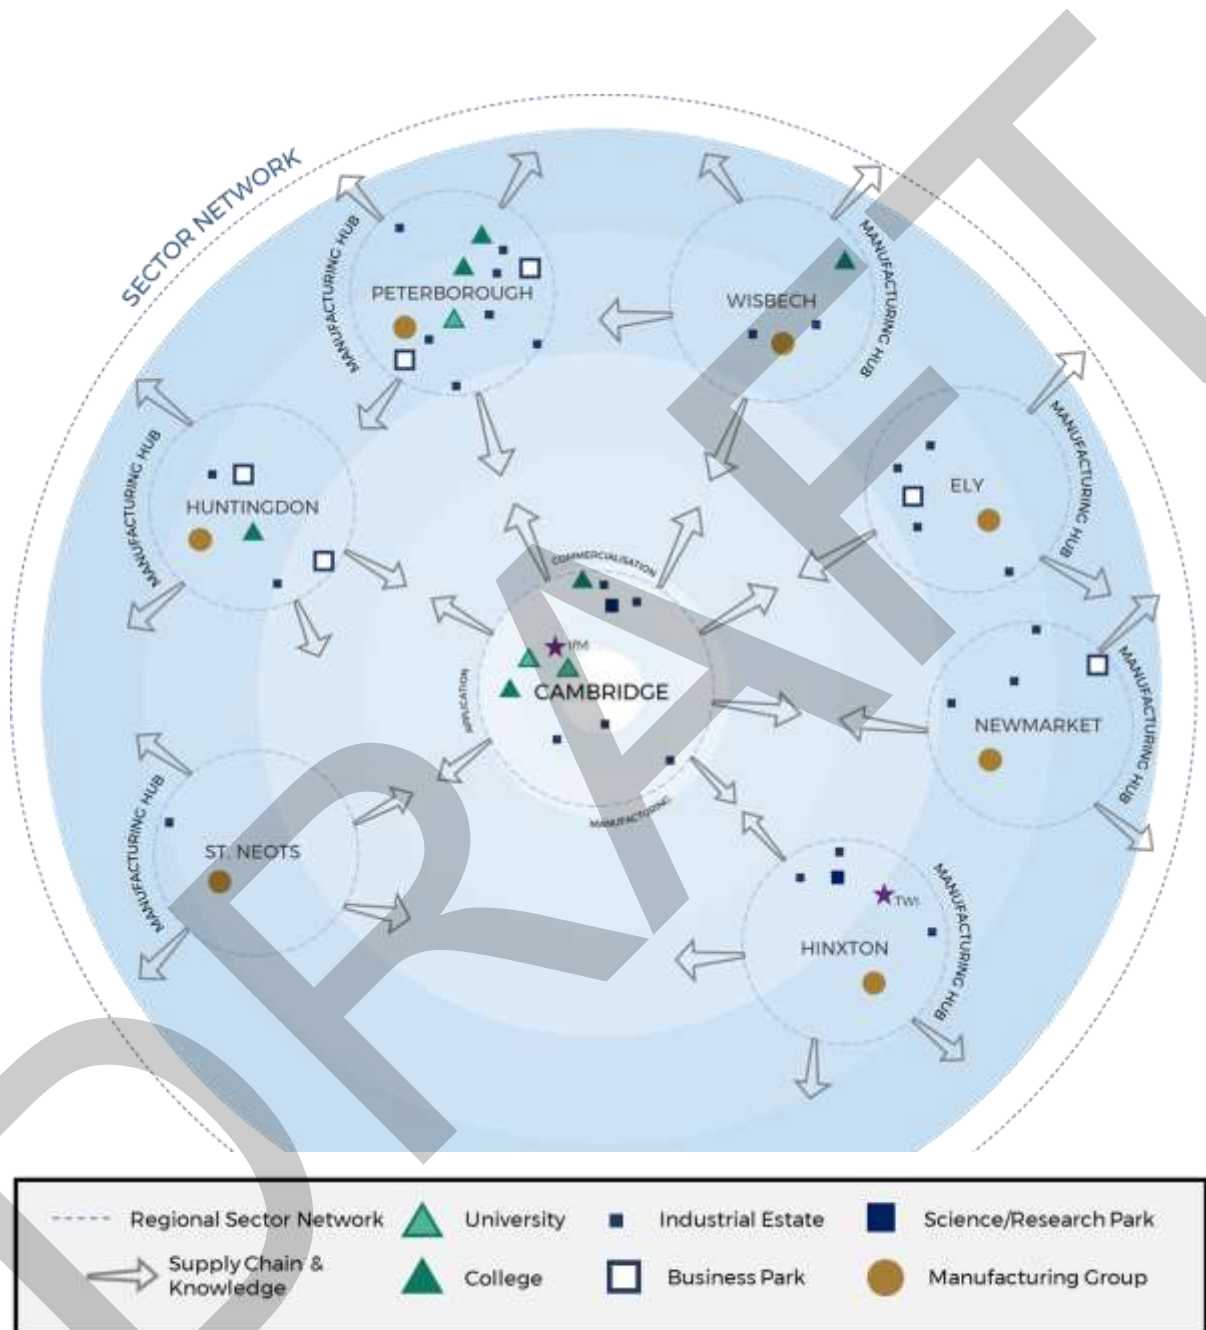 SECTOR NETWORK
MANUFACTURING HUB
PETERBOROUGH
WISBECH
MANUFACTURING HUB
MANUFACTURING HUB
HUNTINGDON
ELY
MANUFACTURING HUB
COMMERCIALISATION
IfM
CAMBRIDGE
APPLICATION
MANUFACTURING
NEWMARKET
MANUFACTURING HUB
MANUFACTURING HUB
ST. NEOTS
TWI
HINXTON
MANUFACTURING HUB
DRAFT
Regional Sector Network
University
Industrial Estate
Science/Research Park
Supply Chain &
Knowledge
College
Business Park
Manufacturing Group